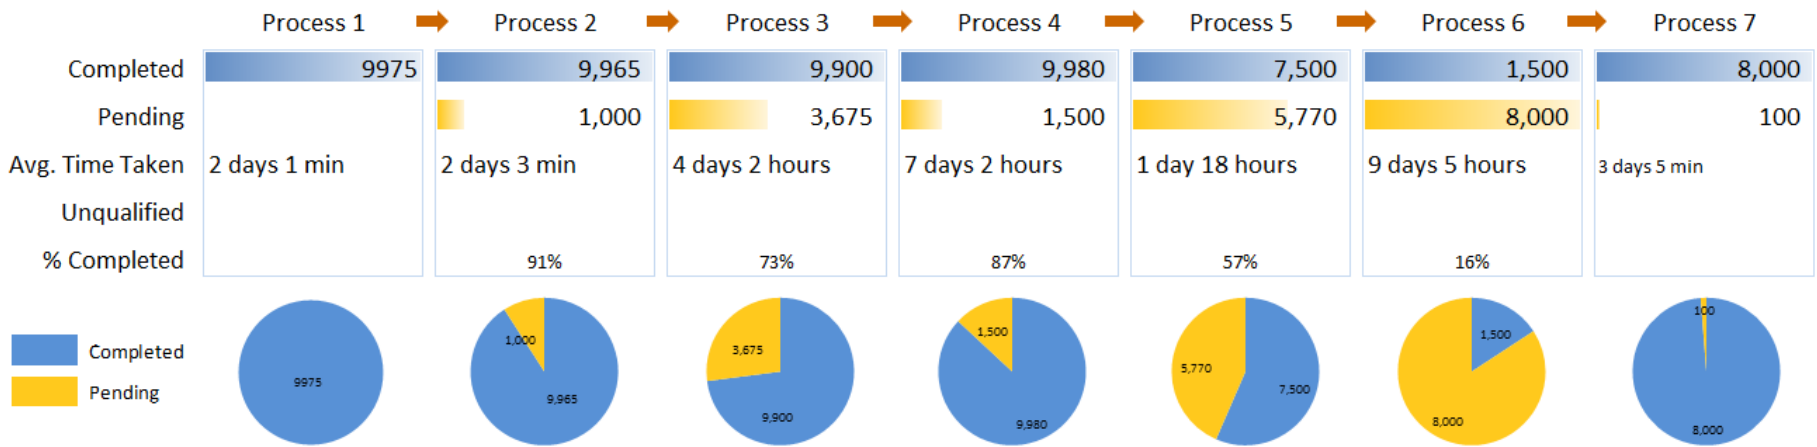 Process 1 Process 2 Process 3 Process 4 Process 5 Process 6 Process 7
Completed 9975 9,965 9,900 9,980 7,500 1,500 8,000
Pending 1,000 3,675 1,500 5,770 8,000 100
Avg. Time Taken 2 days 1 min 2 days 3 min 4 days 2 hours 7 days 2 hours 1 day 18 hours 9 days 5 hours 3 days 5 min
Unqualified
% Completed 91% 73% 87% 57% 16%
Completed
Pending
9975
1,000
9,965
3,675
9,900
1,500
9,980
5,770
7,500
1,500
8,000
100
8,000